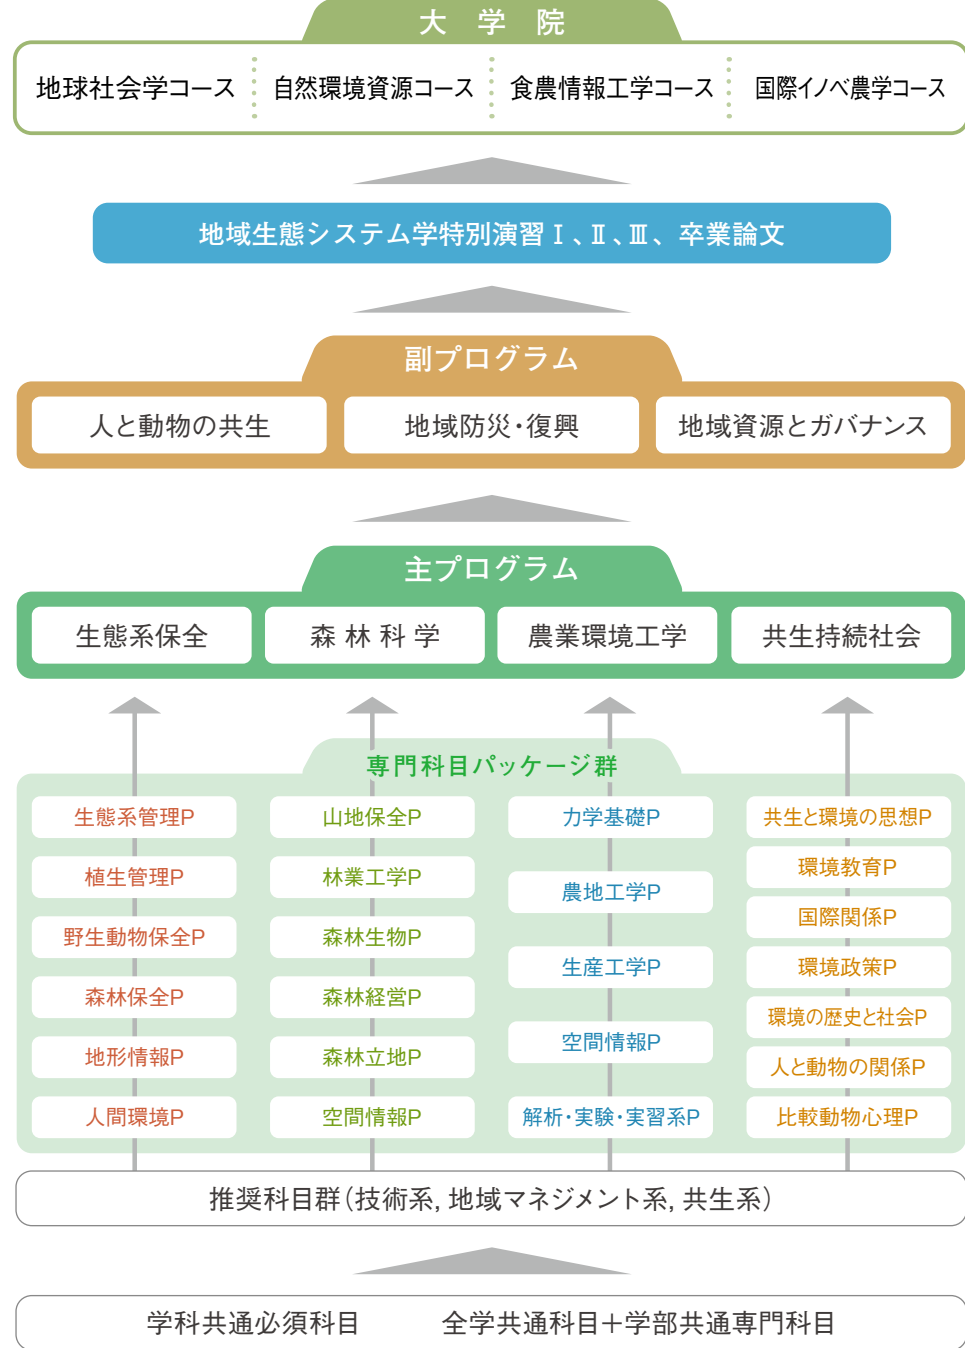 大学院
地球社会学コース
自然環境資源コース
食農情報工学コース
国際イノベ農学コース
地域生態システム学特別演習Ⅰ、Ⅱ、Ⅲ、卒業論文
副プログラム
人と動物の共生
地域防災・復興
地域資源とガバナンス
主プログラム
生態系保全
森林科学
農業環境工学
共生持続社会
専門科目パッケージ群
生態系管理P
植生管理P
野生動物保全P
森林保全P
地形情報P
人間環境P
山地保全P
林業工学P
森林生物P
森林経営P
森林立地P
空間情報P
力学基礎P
農地工学P
生産工学P
空間情報P
解析・実験・実習系P
共生と環境の思想P
環境教育P
国際関係P
環境政策P
環境の歴史と社会P
人と動物の関係P
比較動物心理P
推奨科目群(技術系, 地域マネジメント系, 共生系)
学科共通必須科目
全学共通科目+学部共通専門科目